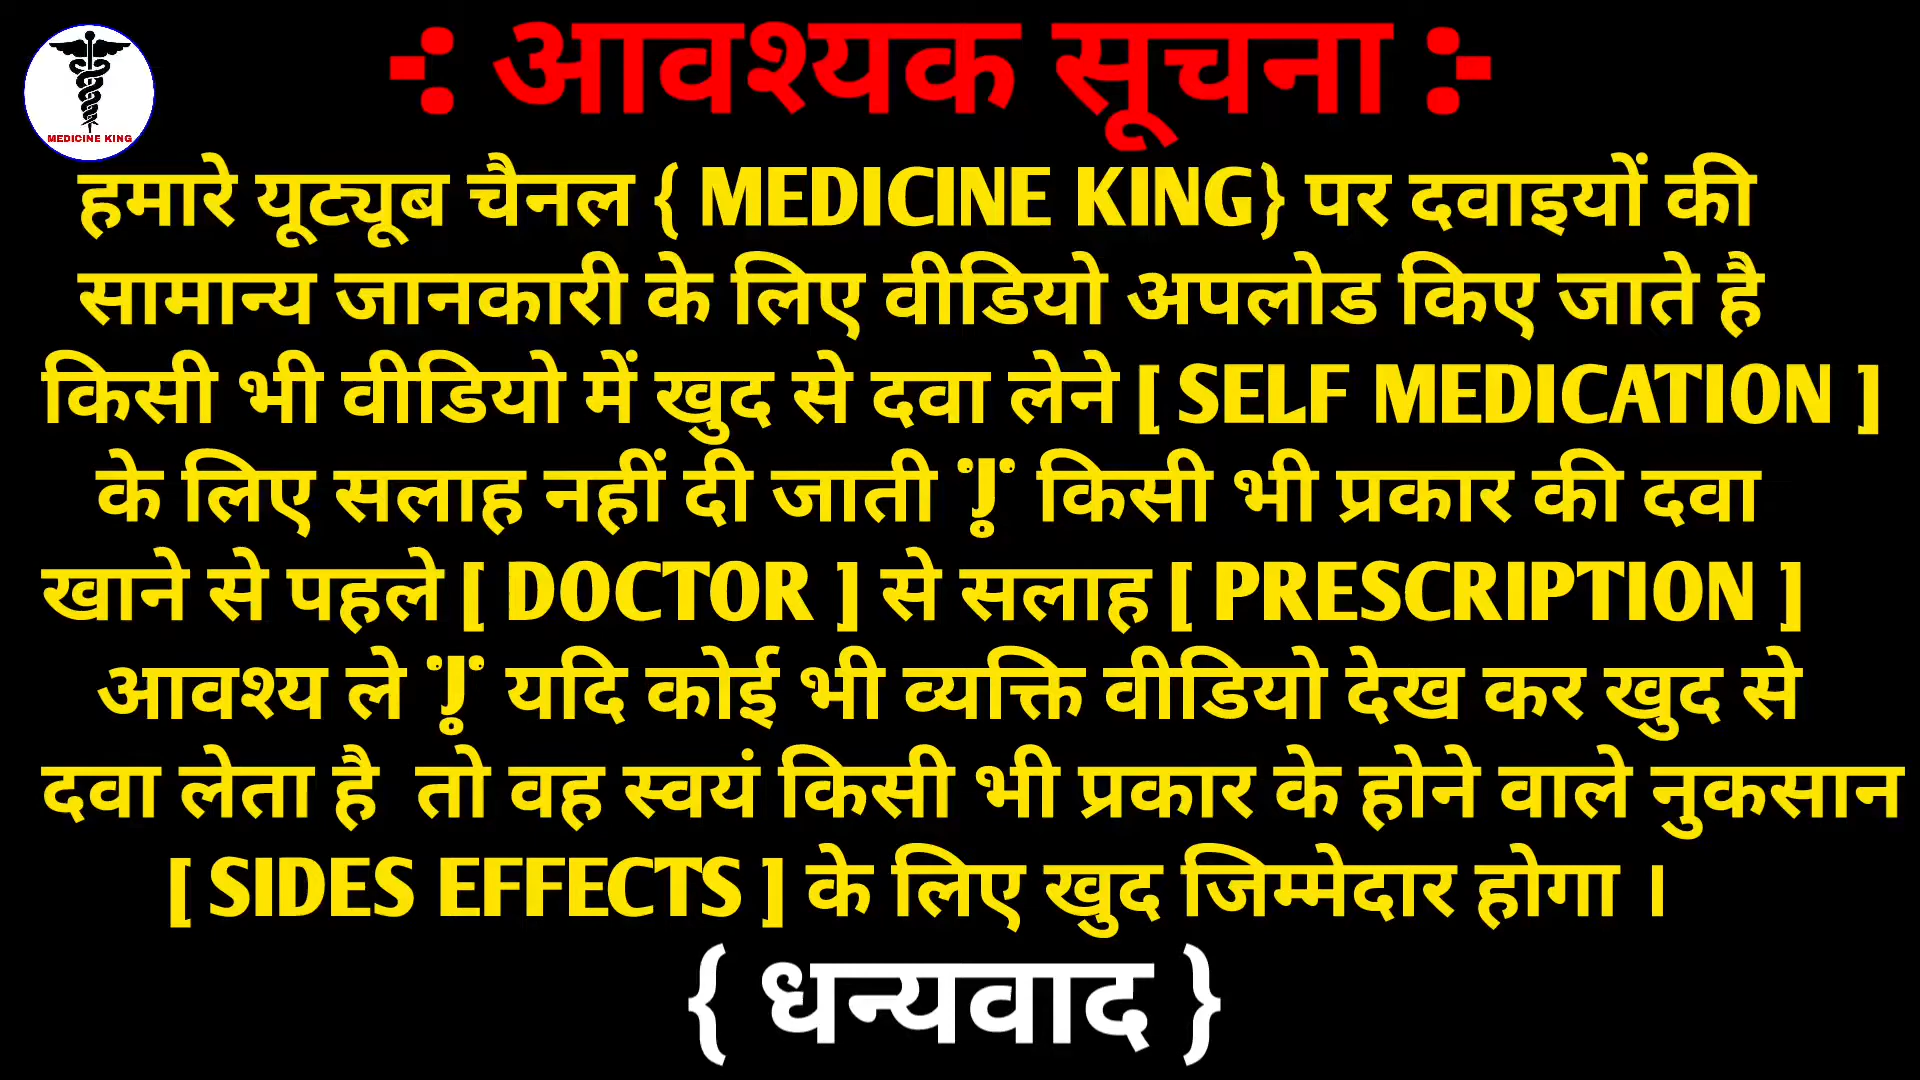 MEDICINE KING
-: आवश्यक सूचना :-
हमारे यूट्यूब चैनल { MEDICINE KING} पर दवाइयों की
सामान्य जानकारी के लिए वीडियो अपलोड किए जाते है
किसी भी वीडियो में खुद से दवा लेने [ SELF MEDICATION ]
के लिए सलाह नहीं दी जाती किसी भी प्रकार की दवा
खाने से पहले [ DOCTOR ] से सलाह [ PRESCRIPTION ]
आवश्य ले यदि कोई भी व्यक्ति वीडियो देख कर खुद से
दवा लेता है तो वह स्वयं किसी भी प्रकार के होने वाले नुकसान
[ SIDES EFFECTS ] के लिए खुद जिम्मेदार होगा ।
{ धन्यवाद }